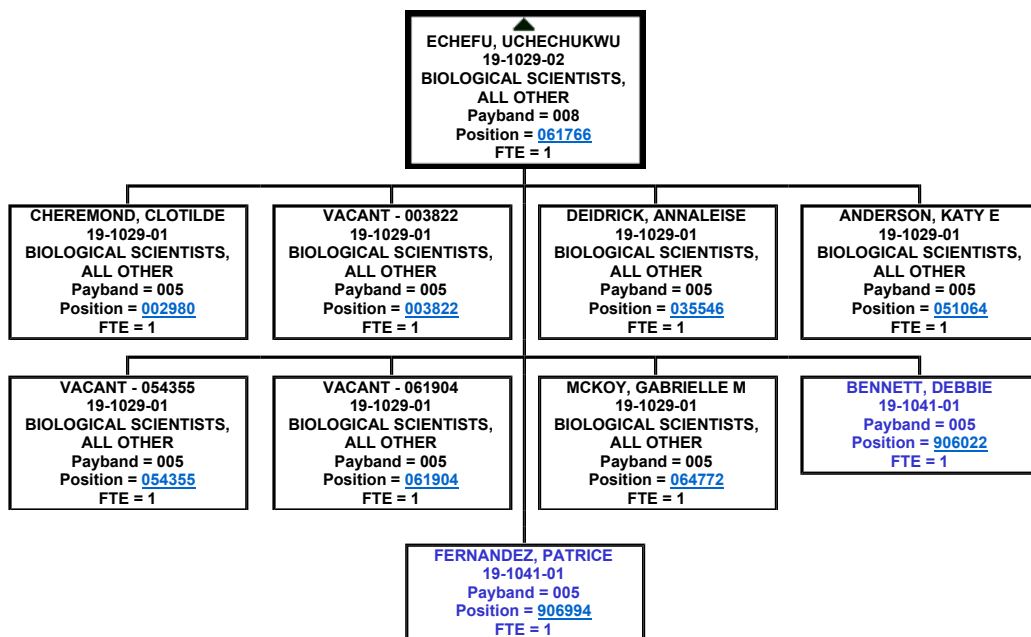 ECHEFU, UCHECHUKWU
19-1029-02
BIOLOGICAL SCIENTISTS,
ALL OTHER
Payband = 008
Position = 061766
FTE = 1
CHEREMOND, CLOTILDE
19-1029-01
BIOLOGICAL SCIENTISTS,
ALL OTHER
Payband = 005
Position = 002980
FTE = 1
VACANT - 003822
19-1029-01
BIOLOGICAL SCIENTISTS,
ALL OTHER
Payband = 005
Position = 003822
FTE = 1
DEIDRICK, ANNALEISE
19-1029-01
BIOLOGICAL SCIENTISTS,
ALL OTHER
Payband = 005
Position = 035546
FTE = 1
ANDERSON, KATY E
19-1029-01
BIOLOGICAL SCIENTISTS,
ALL OTHER
Payband = 005
Position = 051064
FTE = 1
VACANT - 054355
19-1029-01
BIOLOGICAL SCIENTISTS,
ALL OTHER
Payband = 005
Position = 054355
FTE = 1
VACANT - 061904
19-1029-01
BIOLOGICAL SCIENTISTS,
ALL OTHER
Payband = 005
Position = 061904
FTE = 1
MCKOY, GABRIELLE M
19-1029-01
BIOLOGICAL SCIENTISTS,
ALL OTHER
Payband = 005
Position = 064772
FTE = 1
BENNETT, DEBBIE
19-1041-01
Payband = 005
Position = 906022
FTE = 1
FERNANDEZ, PATRICE
19-1041-01
Payband = 005
Position = 906994
FTE = 1